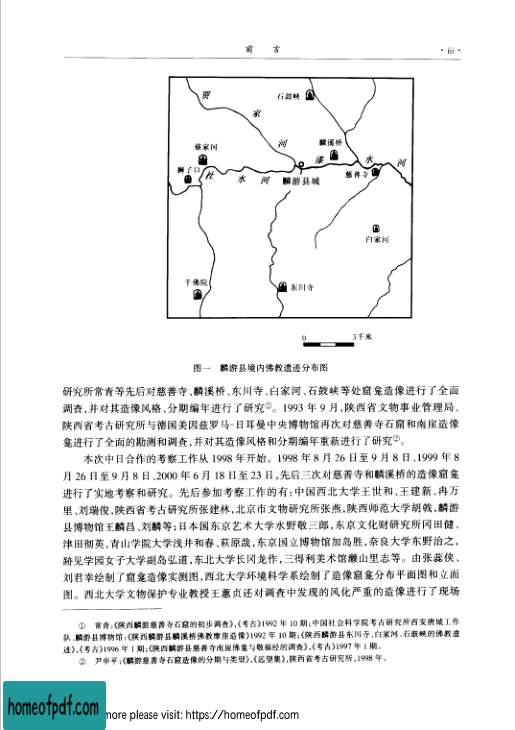 前 言
· iii ·
贾
家
河
石鼓峡
蔡家河
麟溪桥
狮子口
漆
水
河
杜
水
河
麟游县城
慈善寺
白家河
千佛院
东川寺
0 3 千米
图一 麟游县境内佛教遗迹分布图
研究所常青等先后对慈善寺、麟溪桥、东川寺、白家河、石鼓峡等处窟龛造像进行了全面
调查,并对其造像风格、分期编年进行了研究①。1993 年 9 月,陕西省文物事业管理局、
陕西省考古研究所与德国美因兹罗马-日耳曼中央博物馆再次对慈善寺石窟和南崖造像
龛进行了全面的勘测和调查,并对其造像风格和分期编年重新进行了研究②。
本次中日合作的考察工作从 1998 年开始。1998 年 8 月 26 日至 9 月 8 日、1999 年 8
月 26 日至 9 月 8 日、2000 年 6 月 18 日至 23 日,先后三次对慈善寺和麟溪桥的造像窟龛
进行了实地考察和研究。先后参加考察工作的有:中国西北大学王世和、王建新、冉万
里、刘瑞俊,陕西省考古研究所张建林,北京市文物研究所张燕,陕西师范大学胡戟,麟游
县博物馆王麟昌、刘麟等;日本国东京艺术大学水野敬三郎,东京文化财研究所冈田健、
津田彻英,青山学院大学浅井和春、萩原哉,东京国立博物馆加岛胜,奈良大学东野治之,
跡见学园女子大学副岛弘道,东北大学长冈龙作,三得利美术馆濑山里志等。由张蕊侠、
刘君幸绘制了窟龛造像实测图,西北大学环境科学系绘制了造像窟龛分布平面图和立面
图。西北大学文物保护专业教授王蕙贞还对调查中发现的风化严重的造像进行了现场
① 常青:《陕西麟游慈善寺石窟的初步调查》,《考古》1992 年 10 期;中国社会科学院考古研究所西安唐城工作
队、麟游县博物馆:《陕西麟游县麟溪桥佛教摩崖造像》1992 年 10 期;《陕西麟游县东川寺、白家河、石鼓峡的佛教遗
迹》,《考古》1996 年 1 期;《陕西麟游县慈善寺南崖佛龛与敬福经的调查》,《考古》1997 年 1 期。
② 尹申平:《麟游慈善寺石窟造像的分期与类型》,《远望集》,陕西省考古研究所,1998 年。
homeofpdf.com
more please visit: https://homeofpdf.com